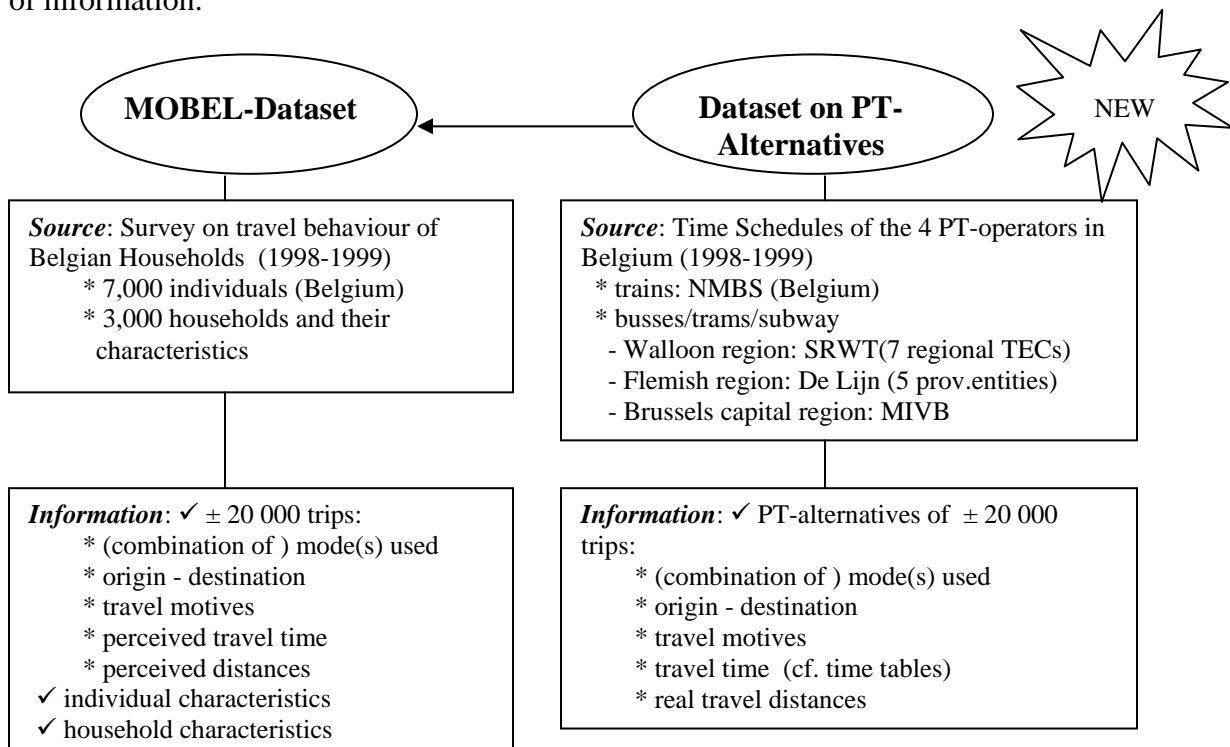 of information.
MOBEL-Dataset
Dataset on PT-
Alternatives
NEW
Source: Survey on travel behaviour of
Belgian Households (1998-1999)
* 7,000 individuals (Belgium)
* 3,000 households and their
characteristics
Source: Time Schedules of the 4 PT-operators in
Belgium (1998-1999)
* trains: NMBS (Belgium)
* busses/trams/subway
- Walloon region: SRWT(7 regional TECs)
- Flemish region: De Lijn (5 prov.entities)
- Brussels capital region: MIVB
Information: ✓ ± 20 000 trips:
* (combination of ) mode(s) used
* origin - destination
* travel motives
* perceived travel time
* perceived distances
✓ individual characteristics
✓ household characteristics
Information: ✓ PT-alternatives of ± 20 000
trips:
* (combination of ) mode(s) used
* origin - destination
* travel motives
* travel time (cf. time tables)
* real travel distances